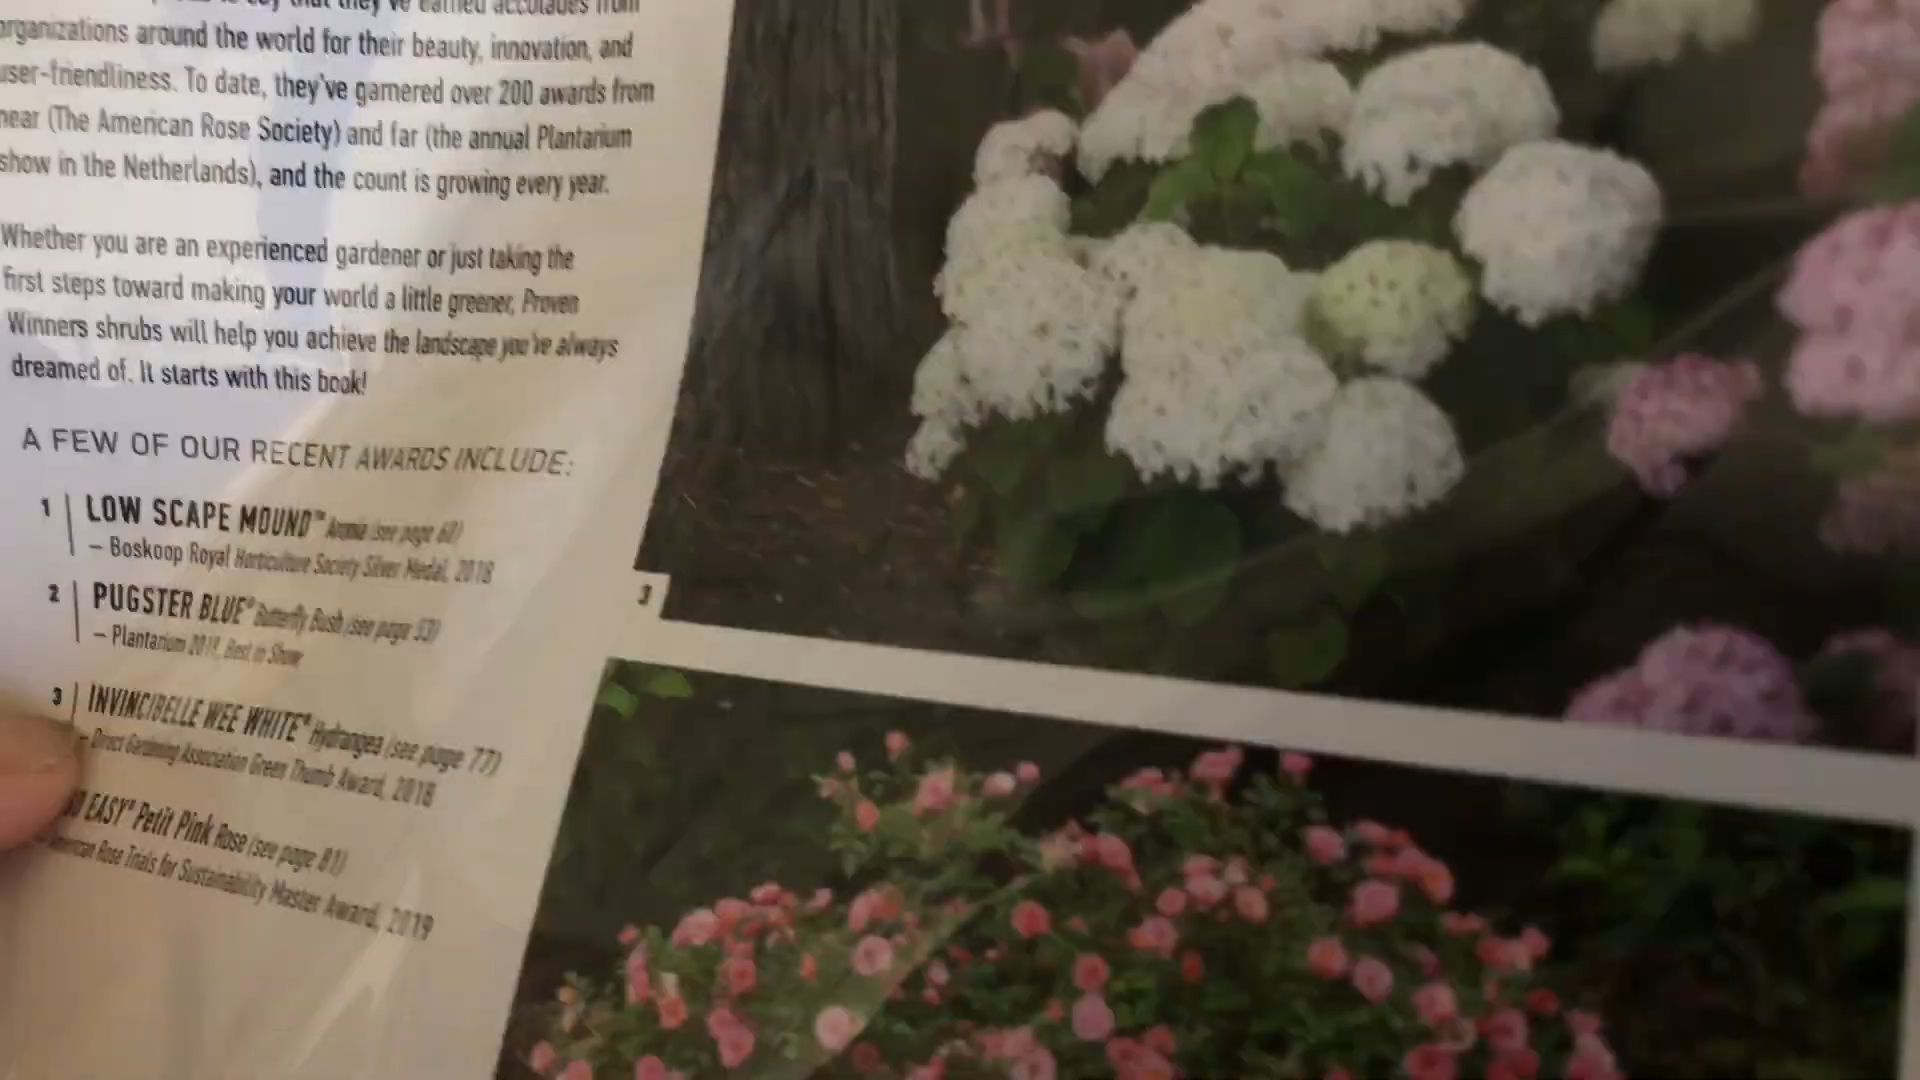 they've earned accolades from
organizations around the world for their beauty, innovation, and
user-friendliness. To date, they've garnered over 200 awards from
near (The American Rose Society) and far (the annual Plantarium
show in the Netherlands), and the count is growing every year.
Whether you are an experienced gardener or just taking the
first steps toward making your world a little greener, Proven
Winners shrubs will help you achieve the landscape you've always
dreamed of. It starts with this book!
A FEW OF OUR RECENT AWARDS INCLUDE:
1 | LOW SCAPE MOUND™ Aronia (see page 60)
– Boskoop Royal Horticulture Society Silver Medal, 2018
2 | PUGSTER BLUE® Butterfly Bush (see page 53)
– Plantarium Best in Show
3 | INVINCIBELLE WEE WHITE® Hydrangea (see page 77)
– Direct Gardening Association Green Thumb Award, 2018
SO EASY® Petit Pink Rose (see page 81)
American Rose Trials for Sustainability Master Award, 2019
3